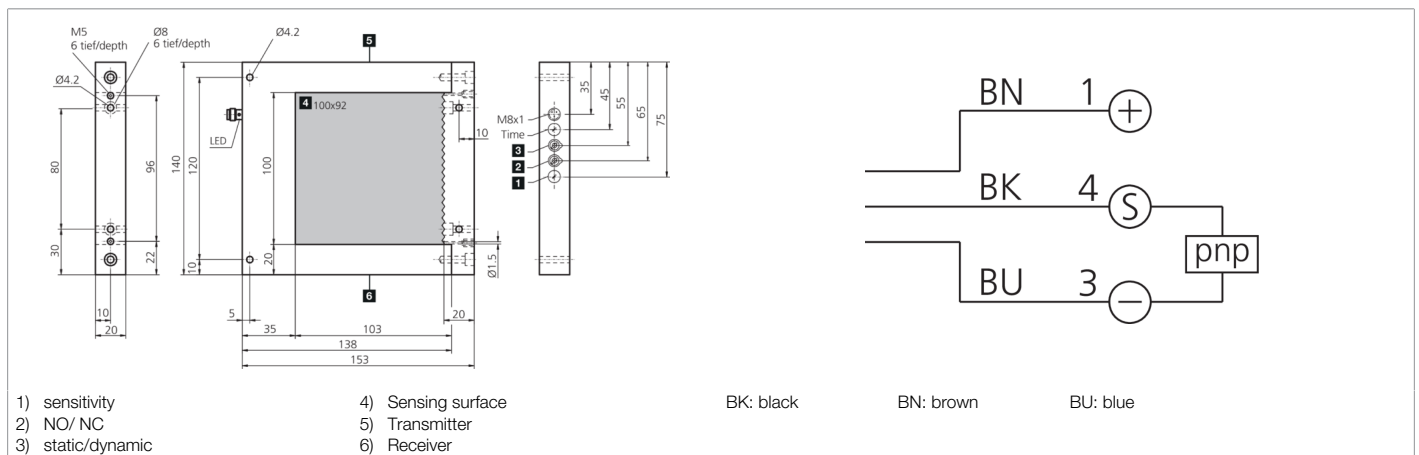 M5
6 tief/depth
Ø8
6 tief/depth
Ø4.2
Ø4.2
5
4 100x92
LED
80
30
96
22
10
20
140
120
10
100
20
10
5
35
103
20
138
153
Ø1.5
6
35
45
55
65
75
M8x1
Time
3
2
1
BN 1 +
BK 4 S
pnp
BU 3 –
1) sensitivity
2) NO/ NC
3) static/dynamic
4) Sensing surface
5) Transmitter
6) Receiver
BK: black BN: brown BU: blue